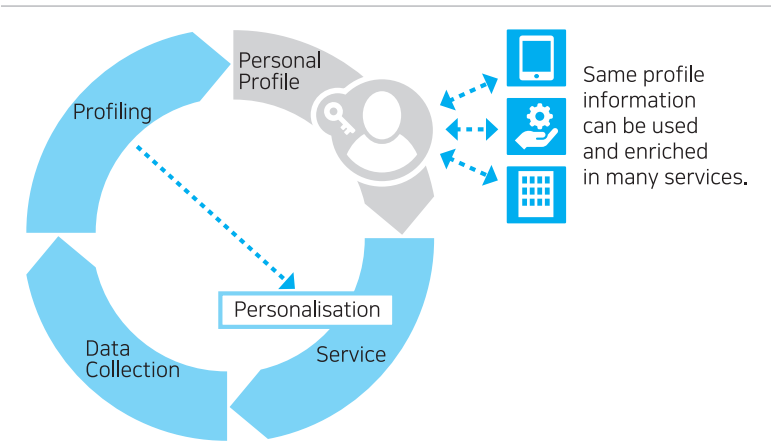 Personal
Profile
Profiling
Same profile
information
can be used
and enriched
in many services.
Personalisation
Data
Collection
Service